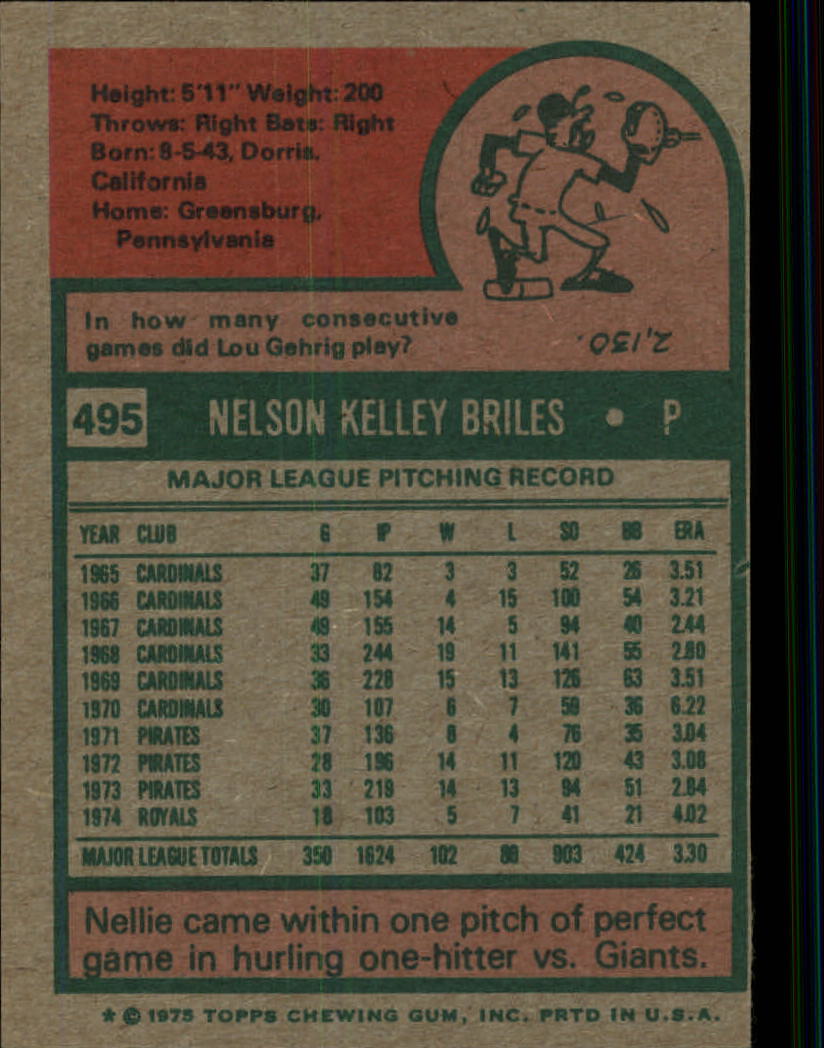 Height: 5'11" Weight: 200
Throws: Right Bats: Right
Born: 8-5-43, Dorris,
California
Home: Greensburg,
Pennsylvania
In how many consecutive
games did Lou Gehrig play?
2,130.
495 NELSON KELLEY BRILES • P
MAJOR LEAGUE PITCHING RECORD
YEAR CLUB G IP W L SO BB ERA
1965 CARDINALS 37 82 3 3 52 26 3.51
1966 CARDINALS 49 154 4 15 100 54 3.21
1967 CARDINALS 49 155 14 5 94 40 2.44
1968 CARDINALS 33 244 19 11 141 55 2.80
1969 CARDINALS 36 228 15 13 126 63 3.51
1970 CARDINALS 30 107 6 7 59 36 6.22
1971 PIRATES 37 136 8 4 76 35 3.04
1972 PIRATES 28 196 14 11 120 43 3.08
1973 PIRATES 33 219 14 13 94 51 2.84
1974 ROYALS 18 103 5 7 41 21 4.02
MAJOR LEAGUE TOTALS 350 1624 102 89 903 424 3.30
Nellie came within one pitch of perfect
game in hurling one-hitter vs. Giants.
* © 1975 TOPPS CHEWING GUM, INC. PRTD IN U.S.A.